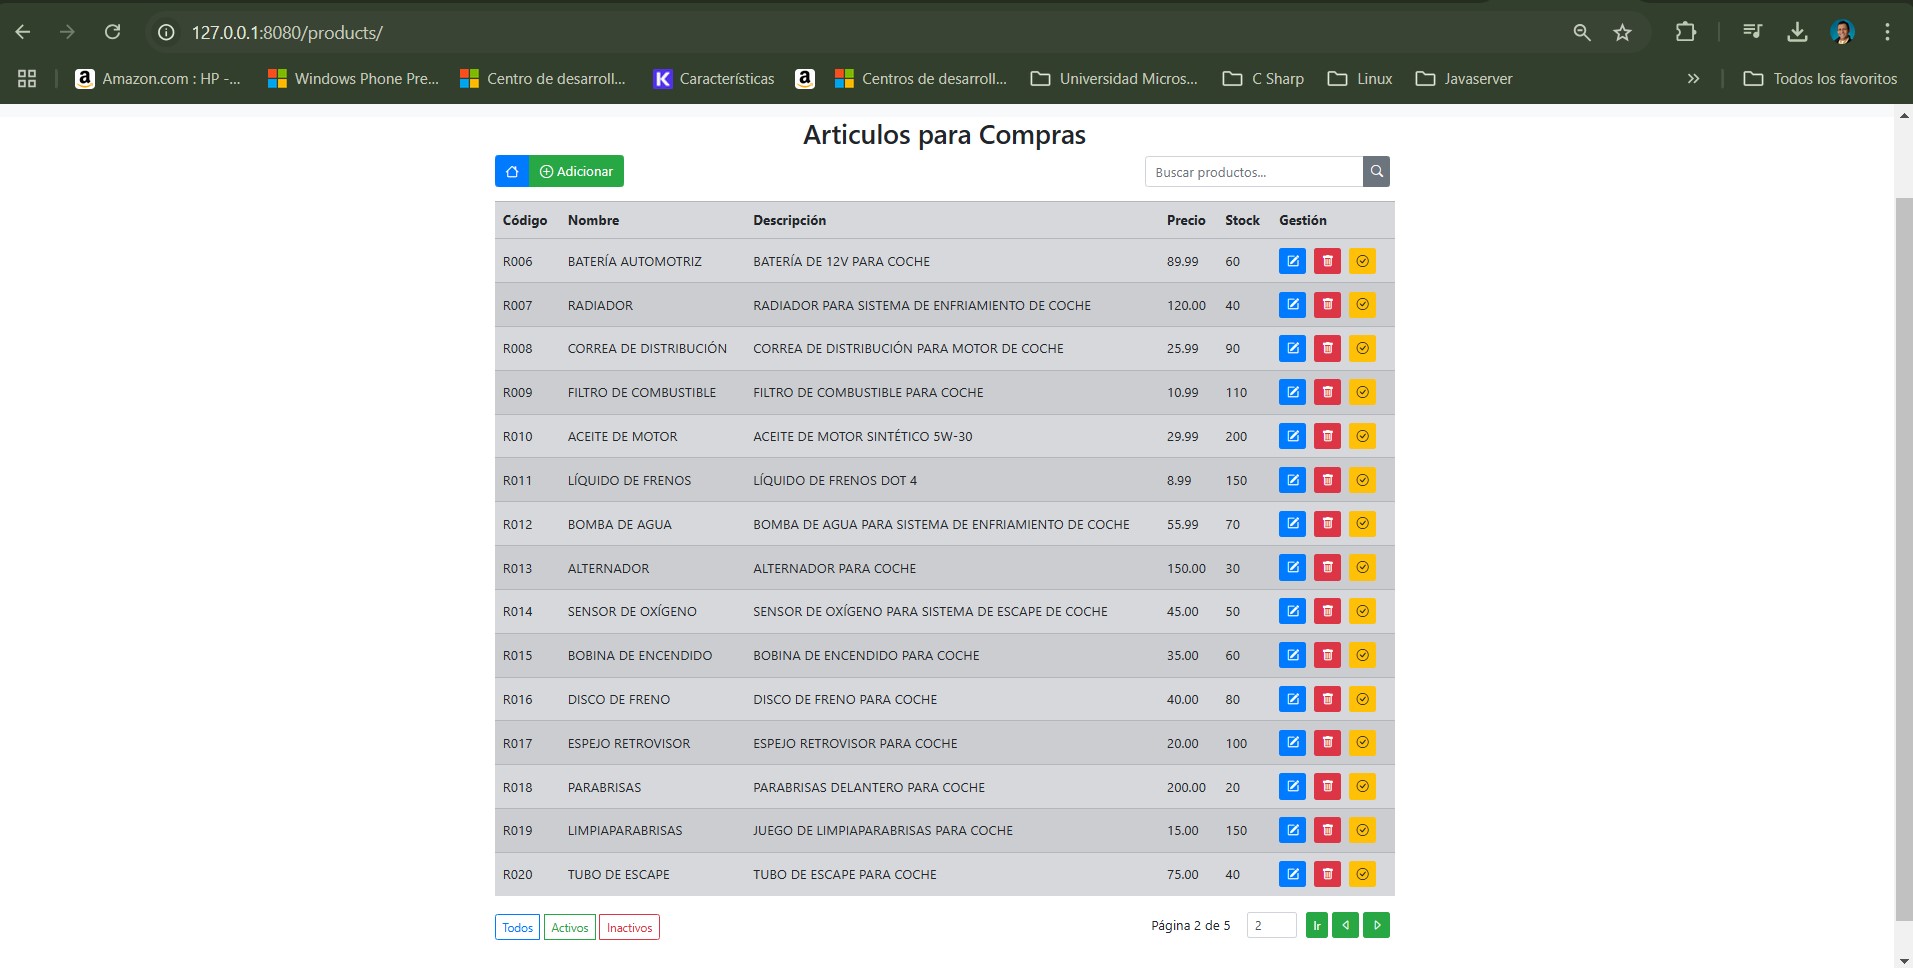 127.0.0.1:8080/products/
Amazon.com : HP -...
Windows Phone Pre...
Centro de desarroll...
K Características
Centros de desarroll...
Universidad Micros...
C Sharp
Linux
Javaserver
Todos los favoritos
Articulos para Compras
Adicionar
Buscar productos...
Código Nombre Descripción Precio Stock Gestión
R006 BATERÍA AUTOMOTRIZ BATERÍA DE 12V PARA COCHE 89.99 60
R007 RADIADOR RADIADOR PARA SISTEMA DE ENFRIAMIENTO DE COCHE 120.00 40
R008 CORREA DE DISTRIBUCIÓN CORREA DE DISTRIBUCIÓN PARA MOTOR DE COCHE 25.99 90
R009 FILTRO DE COMBUSTIBLE FILTRO DE COMBUSTIBLE PARA COCHE 10.99 110
R010 ACEITE DE MOTOR ACEITE DE MOTOR SINTÉTICO 5W-30 29.99 200
R011 LÍQUIDO DE FRENOS LÍQUIDO DE FRENOS DOT 4 8.99 150
R012 BOMBA DE AGUA BOMBA DE AGUA PARA SISTEMA DE ENFRIAMIENTO DE COCHE 55.99 70
R013 ALTERNADOR ALTERNADOR PARA COCHE 150.00 30
R014 SENSOR DE OXÍGENO SENSOR DE OXÍGENO PARA SISTEMA DE ESCAPE DE COCHE 45.00 50
R015 BOBINA DE ENCENDIDO BOBINA DE ENCENDIDO PARA COCHE 35.00 60
R016 DISCO DE FRENO DISCO DE FRENO PARA COCHE 40.00 80
R017 ESPEJO RETROVISOR ESPEJO RETROVISOR PARA COCHE 20.00 100
R018 PARABRISAS PARABRISAS DELANTERO PARA COCHE 200.00 20
R019 LIMPIAPARABRISAS JUEGO DE LIMPIAPARABRISAS PARA COCHE 15.00 150
R020 TUBO DE ESCAPE TUBO DE ESCAPE PARA COCHE 75.00 40
Todos Activos Inactivos
Página 2 de 5 2 Ir